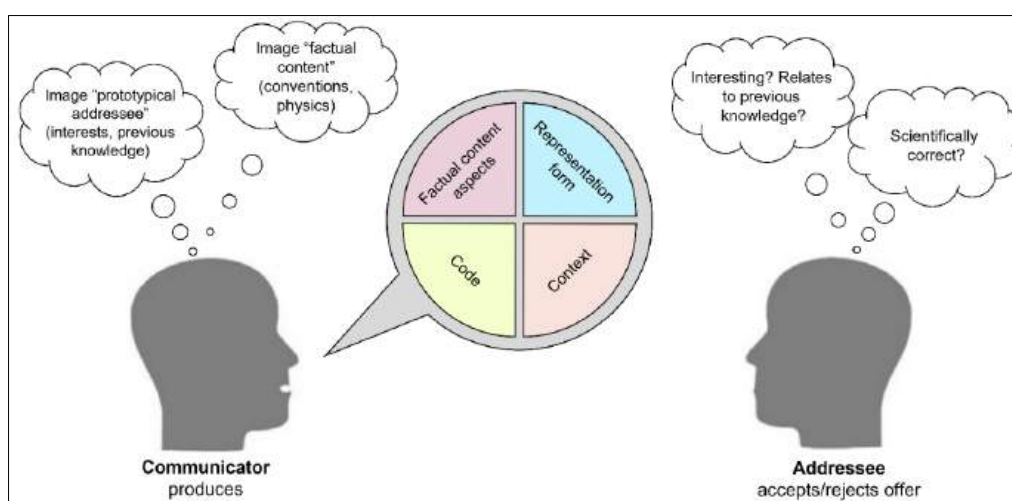 Image "prototypical
addressee"
(interests, previous
knowledge)
Image "factual
content"
(conventions,
physics)
Factual content
aspects
Representation
form
Code
Context
Interesting? Relates
to previous
knowledge?
Scientifically
correct?
Communicator
produces
Addressee
accepts/rejects offer